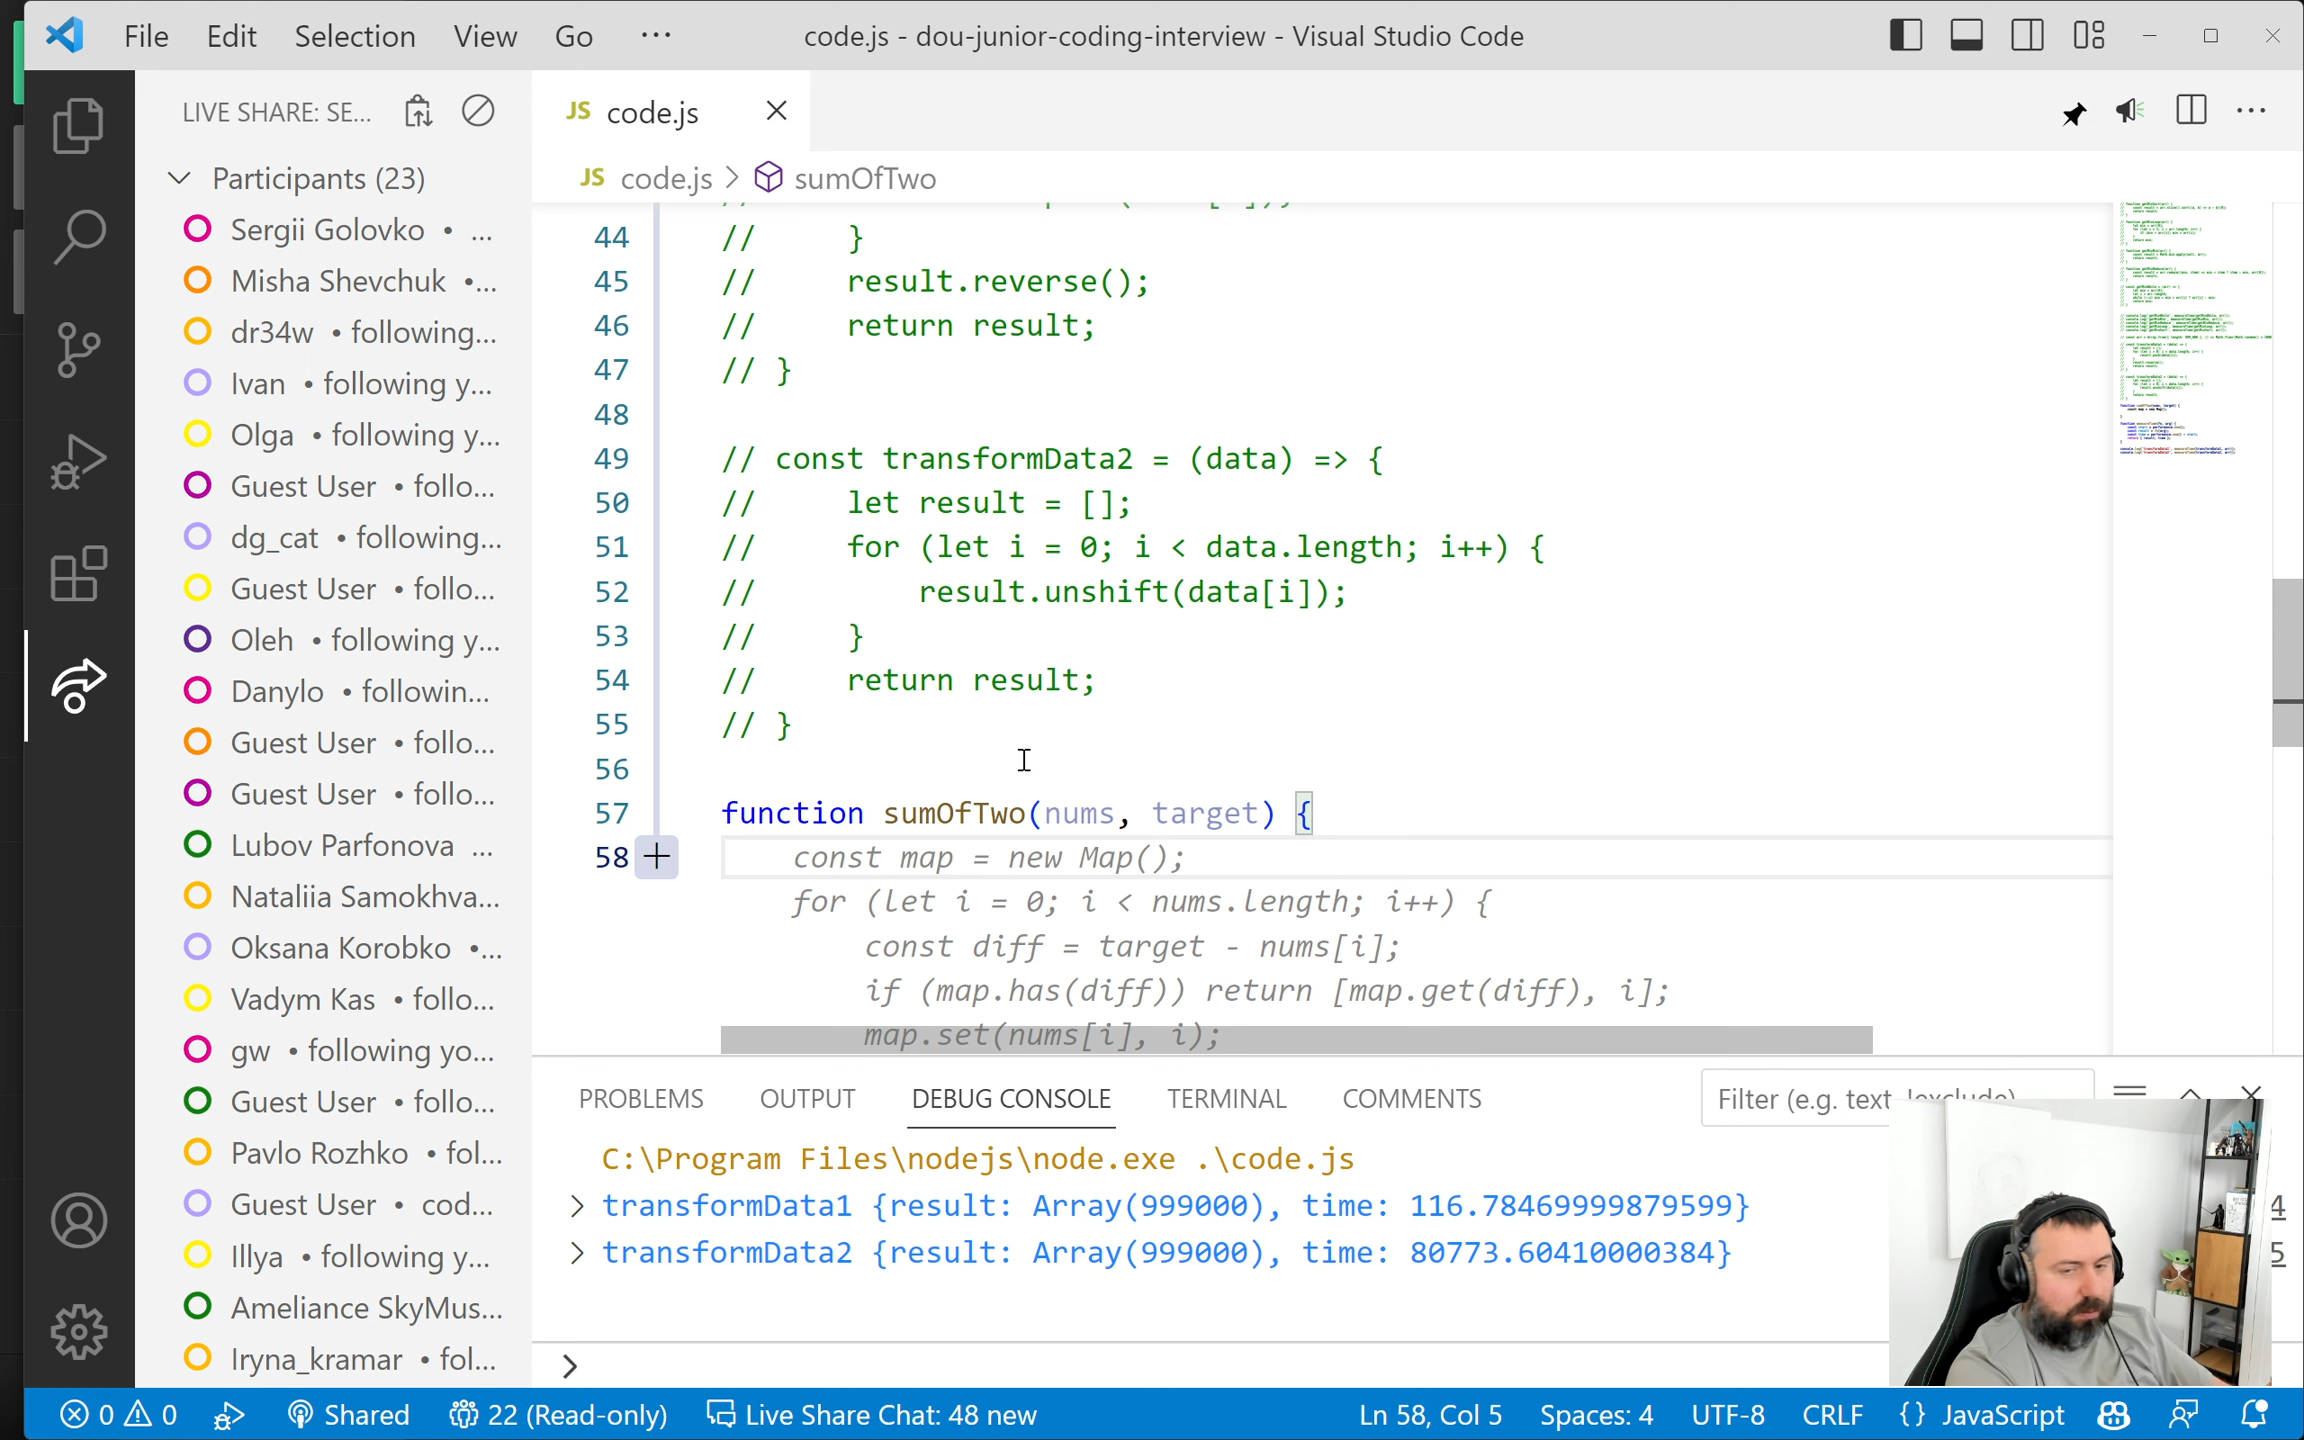 File Edit Selection View Go ··· code.js - dou-junior-coding-interview - Visual Studio Code
LIVE SHARE: SE...
JS code.js
JS code.js > sumOfTwo
Participants (23)
Sergii Golovko • ...
Misha Shevchuk •...
dr34w • following...
Ivan • following y...
Olga • following y...
Guest User • follo...
dg_cat • following...
Guest User • follo...
Oleh • following y...
Danylo • followin...
Guest User • follo...
Guest User • follo...
Lubov Parfonova ...
Nataliia Samokhva...
Oksana Korobko •...
Vadym Kas • follo...
gw • following yo...
Guest User • follo...
Pavlo Rozhko • fol...
Guest User • cod...
Illya • following y...
Ameliance SkyMus...
Iryna_kramar • fol...
44 // }
45 // result.reverse();
46 // return result;
47 // }
48
49 // const transformData2 = (data) => {
50 // let result = [];
51 // for (let i = 0; i < data.length; i++) {
52 // result.unshift(data[i]);
53 // }
54 // return result;
55 // }
56
57 function sumOfTwo(nums, target) {
58 const map = new Map();
for (let i = 0; i < nums.length; i++) {
const diff = target - nums[i];
if (map.has(diff)) return [map.get(diff), i];
map.set(nums[i], i);
PROBLEMS OUTPUT DEBUG CONSOLE TERMINAL COMMENTS Filter (e.g. text, !exclude)
C:\Program Files\nodejs\node.exe .\code.js
> transformData1 {result: Array(999000), time: 116.78469999879599}
4
> transformData2 {result: Array(999000), time: 80773.60410000384}
5
>
0 0 Shared 22 (Read-only) Live Share Chat: 48 new Ln 58, Col 5 Spaces: 4 UTF-8 CRLF {} JavaScript